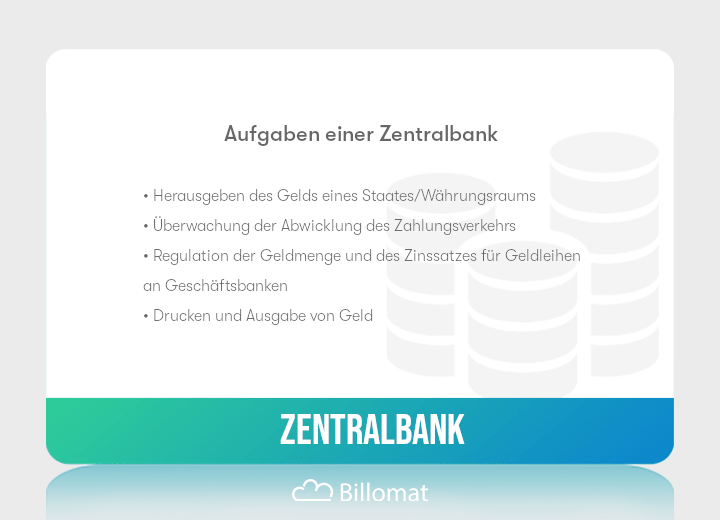 Aufgaben einer Zentralbank
• Herausgeben des Gelds eines Staates/Währungsraums
• Überwachung der Abwicklung des Zahlungsverkehrs
• Regulation der Geldmenge und des Zinssatzes für Geldleihen
an Geschäftsbanken
• Drucken und Ausgabe von Geld
ZENTRALBANK
Billomat